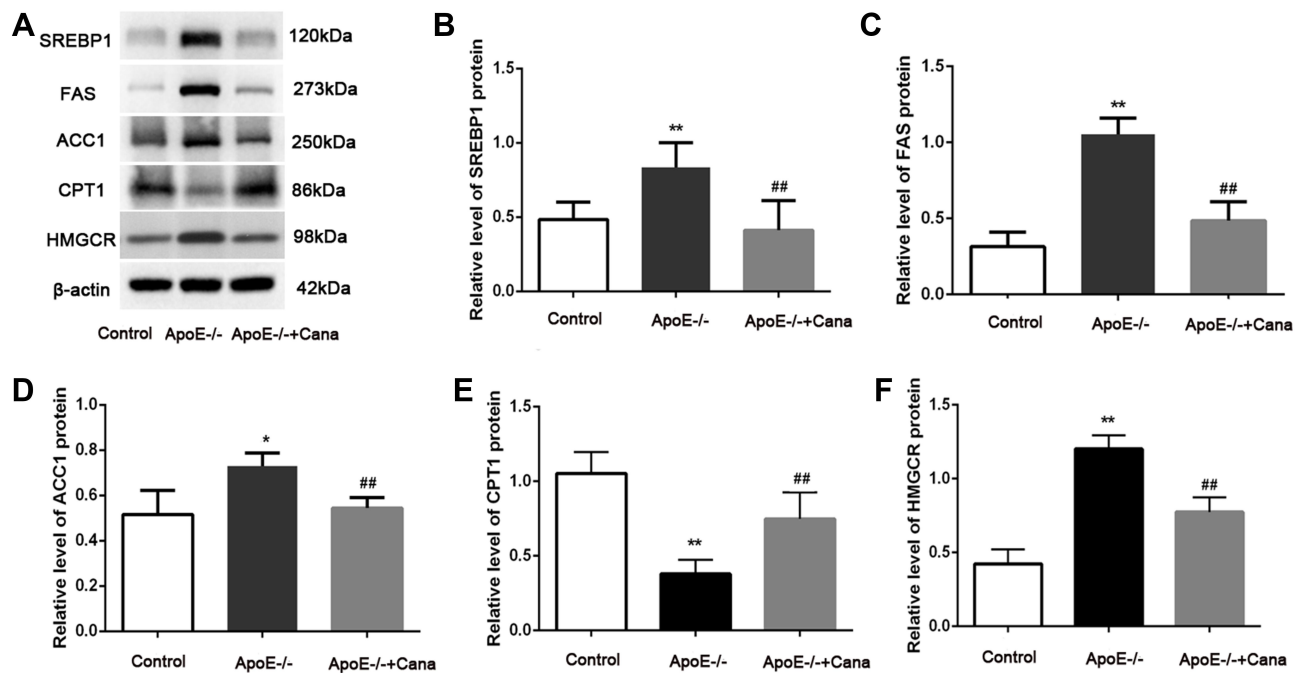 A
SREBP1 120kDa
FAS 273kDa
ACC1 250kDa
CPT1 86kDa
HMGCR 98kDa
β-actin 42kDa
Control ApoE-/- ApoE-/-+Cana
B
Relative level of SREBP1 protein
1.5
1.0
0.5
0.0
**
##
Control ApoE-/- ApoE-/-+Cana
C
Relative level of FAS protein
1.5
1.0
0.5
0.0
**
##
Control ApoE-/- ApoE-/-+Cana
D
Relative level of ACC1 protein
1.0
0.8
0.6
0.4
0.2
0.0
*
##
Control ApoE-/- ApoE-/-+Cana
E
Relative level of CPT1 protein
1.5
1.0
0.5
0.0
**
##
Control ApoE-/- ApoE-/-+Cana
F
Relative level of HMGCR protein
1.5
1.0
0.5
0.0
**
##
Control ApoE-/- ApoE-/-+Cana